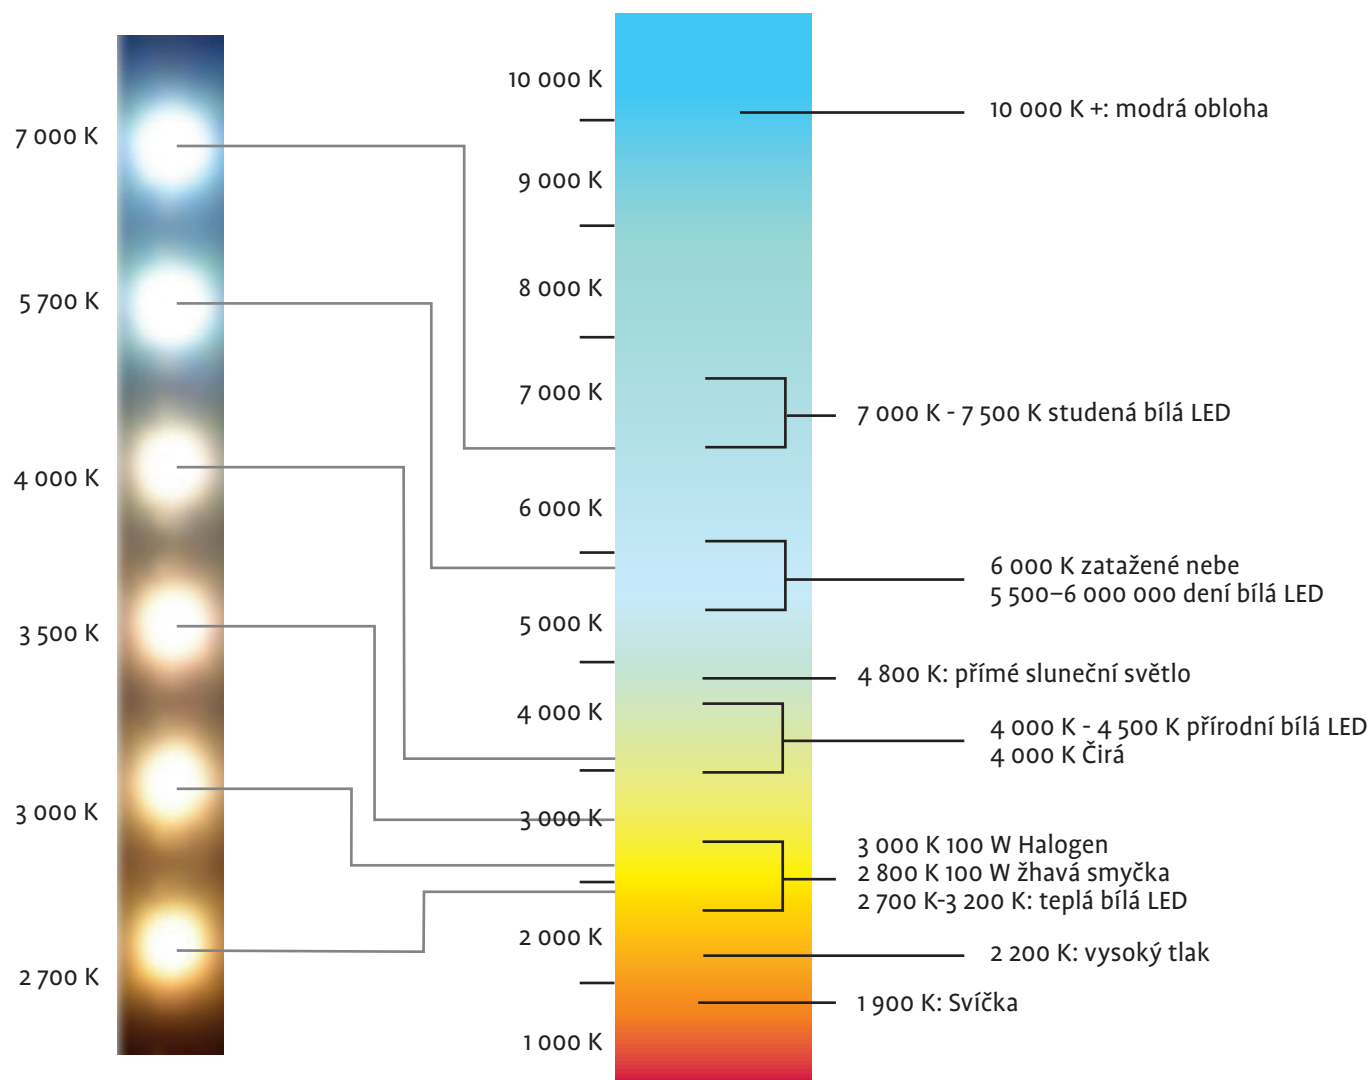 7 000 K
5 700 K
4 000 K
3 500 K
3 000 K
2 700 K
10 000 K
9 000 K
8 000 K
7 000 K
6 000 K
5 000 K
4 000 K
3 000 K
2 000 K
1 000 K
10 000 K +: modrá obloha
7 000 K - 7 500 K studená bílá LED
6 000 K zatažené nebe
5 500–6 000 000 dení bílá LED
4 800 K: přímé sluneční světlo
4 000 K - 4 500 K přírodní bílá LED
4 000 K Čirá
3 000 K 100 W Halogen
2 800 K 100 W žhavá smyčka
2 700 K-3 200 K: teplá bílá LED
2 200 K: vysoký tlak
1 900 K: Svíčka